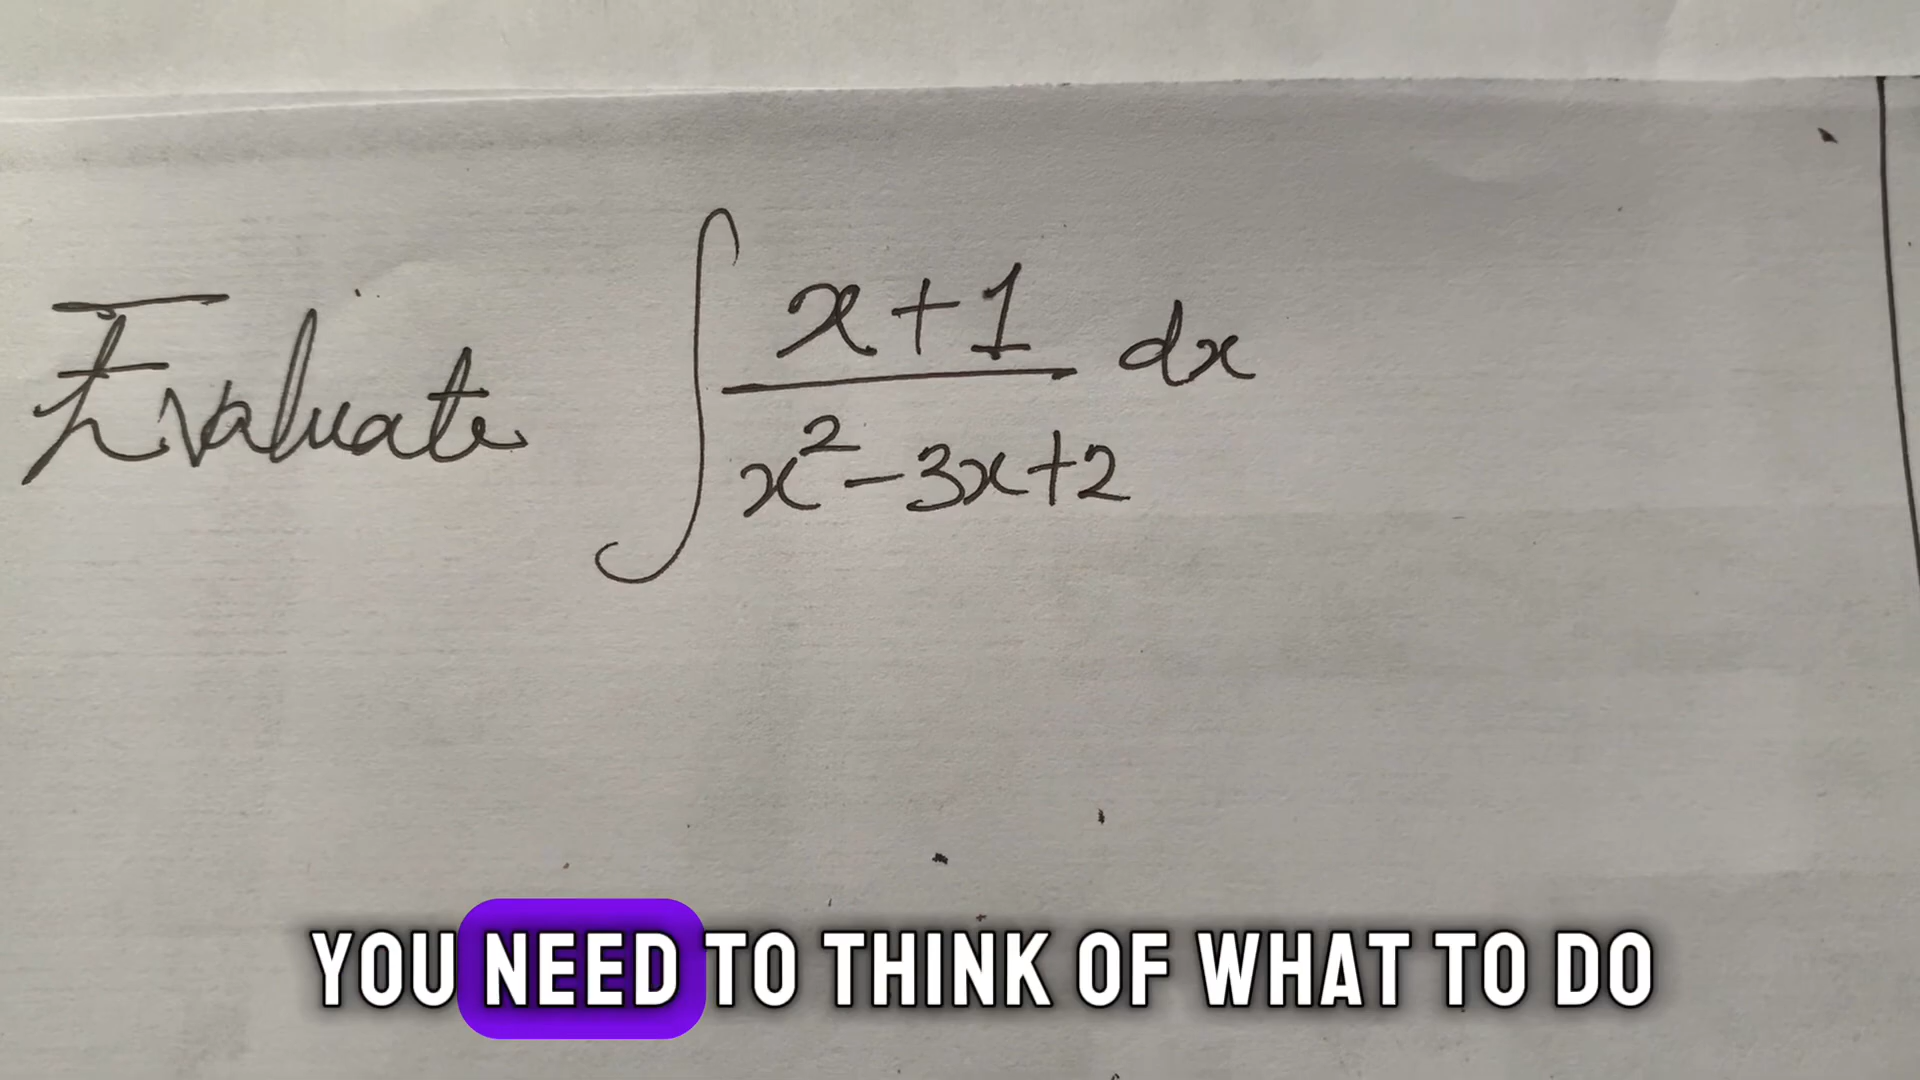 Evaluate ∫ x+1 / x²-3x+2 dx
YOU NEED TO THINK OF WHAT TO DO